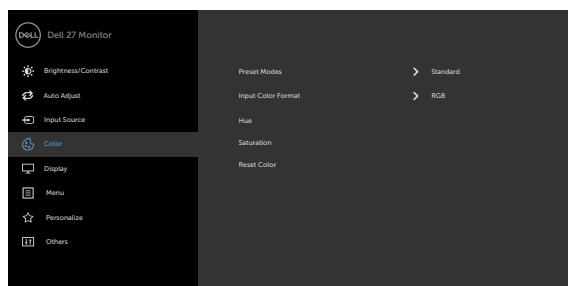 DELL Dell 27 Monitor
Brightness/Contrast
Auto Adjust
Input Source
Color
Display
Menu
Personalize
Others
Preset Modes Standard
Input Color Format RGB
Hue
Saturation
Reset Color